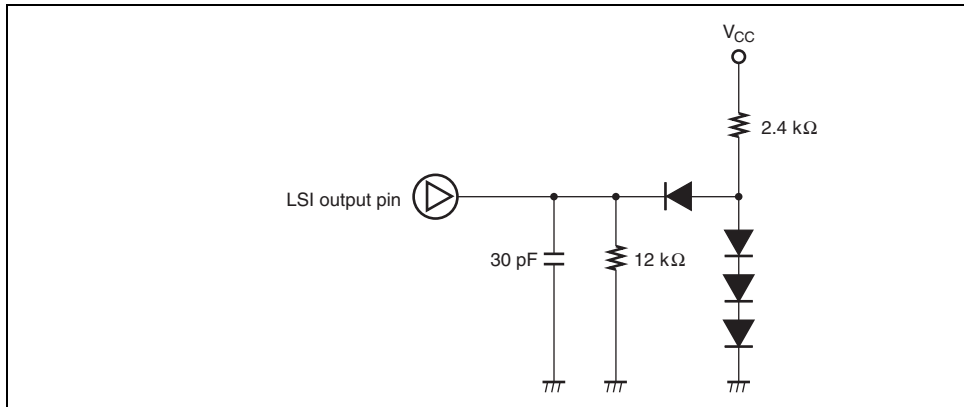 VCC
2.4 kΩ
LSI output pin
30 pF
12 kΩ